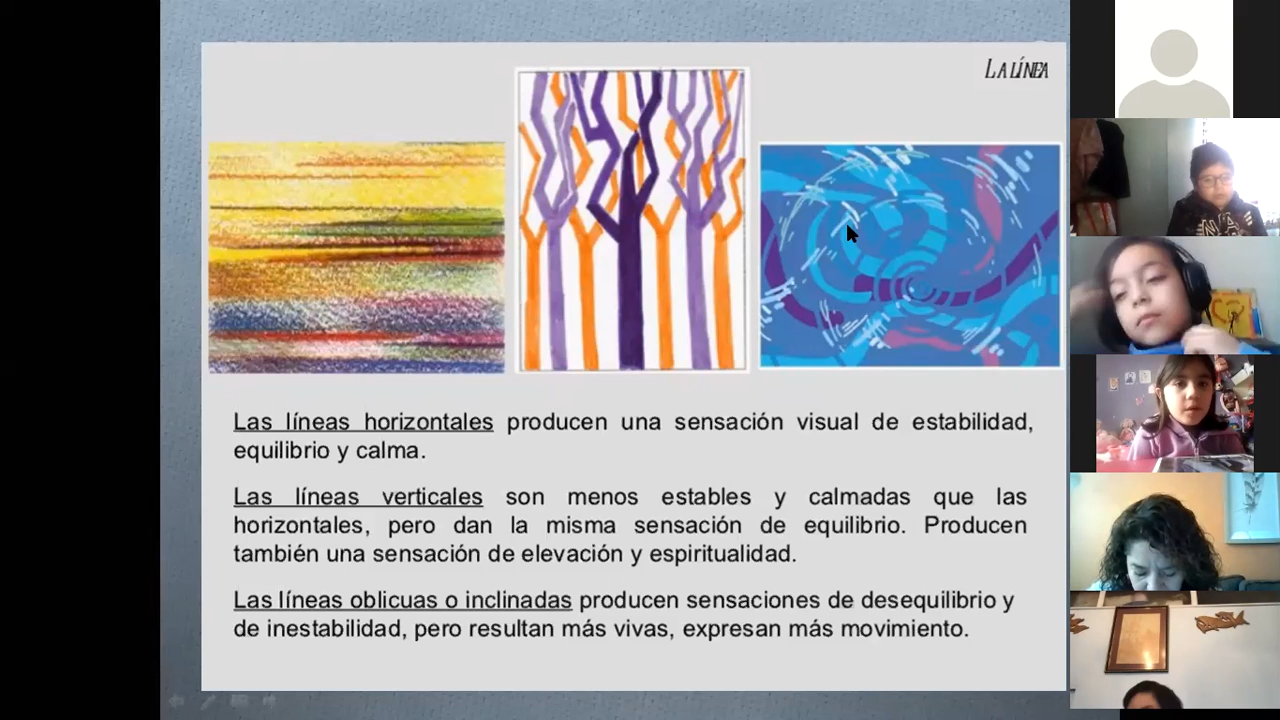 LA LÍNEA
Las líneas horizontales producen una sensación visual de estabilidad,
equilibrio y calma.
Las líneas verticales son menos estables y calmadas que las
horizontales, pero dan la misma sensación de equilibrio. Producen
también una sensación de elevación y espiritualidad.
Las líneas oblicuas o inclinadas producen sensaciones de desequilibrio y
de inestabilidad, pero resultan más vivas, expresan más movimiento.